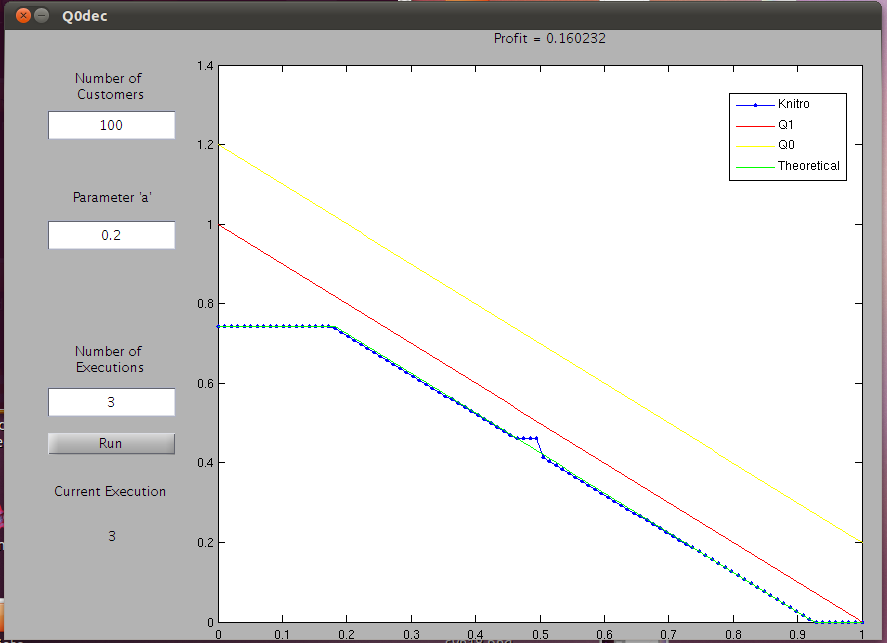 Q0dec
Profit = 0.160232
Number of
Customers
100
Parameter 'a'
0.2
Number of
Executions
3
Run
Current Execution
3
1.4
1.2
1
0.8
0.6
0.4
0.2
0
0
0.1
0.2
0.3
0.4
0.5
0.6
0.7
0.8
0.9
1
Knitro
Q1
Q0
Theoretical